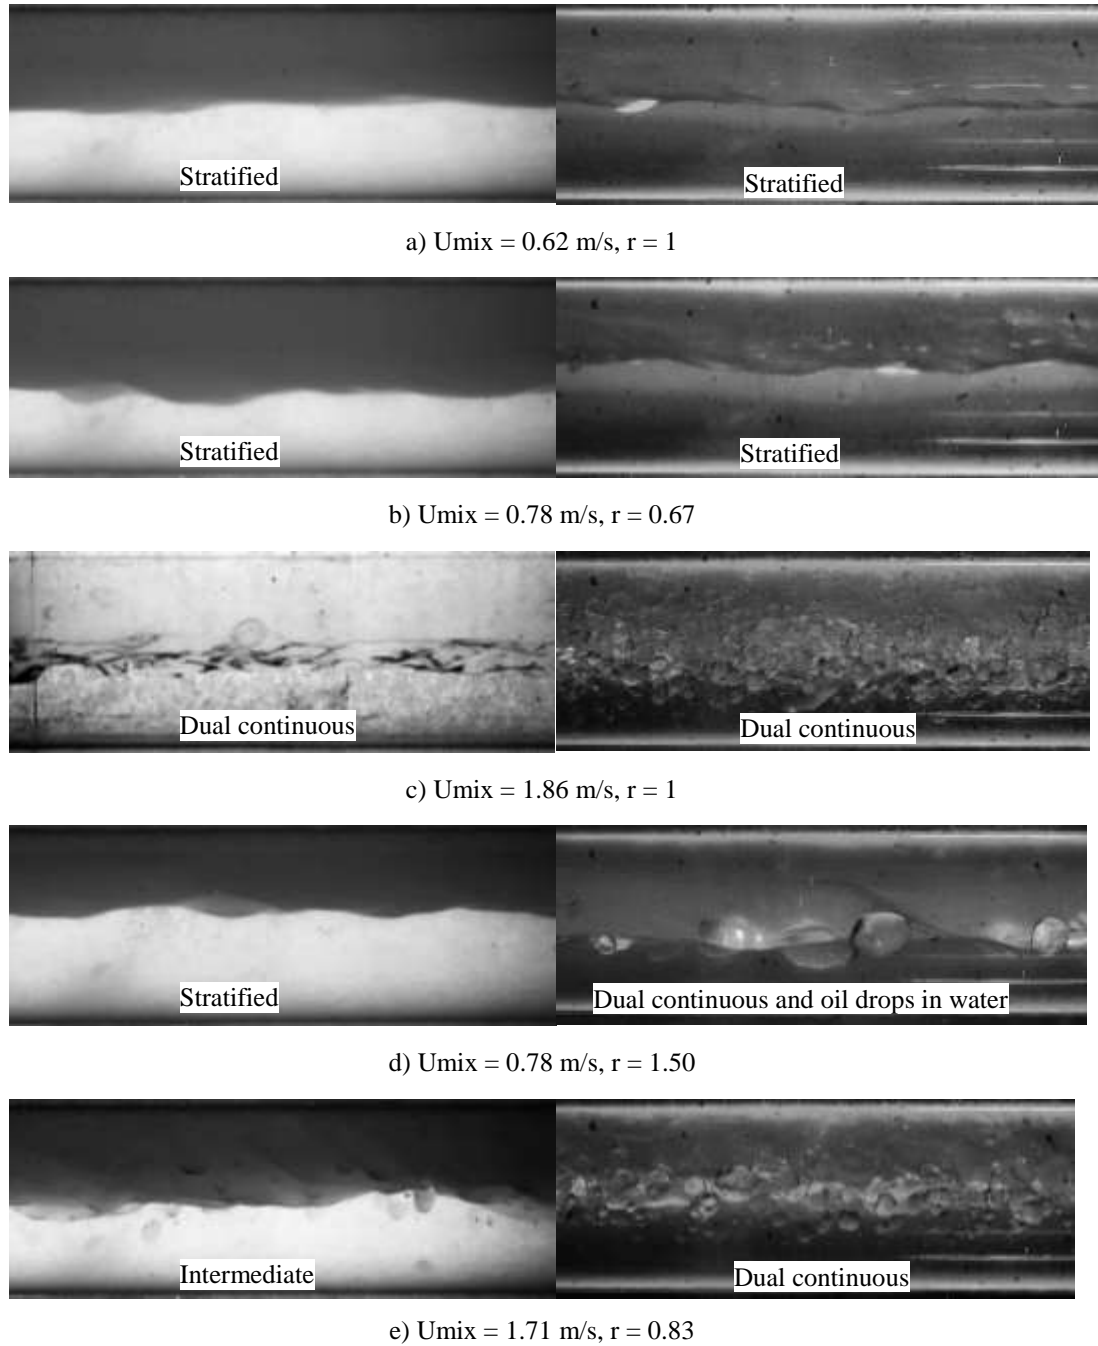 Stratified
Stratified
a) Umix = 0.62 m/s, r = 1
Stratified
Stratified
b) Umix = 0.78 m/s, r = 0.67
Dual continuous
Dual continuous
c) Umix = 1.86 m/s, r = 1
Stratified
Dual continuous and oil drops in water
d) Umix = 0.78 m/s, r = 1.50
Intermediate
Dual continuous
e) Umix = 1.71 m/s, r = 0.83